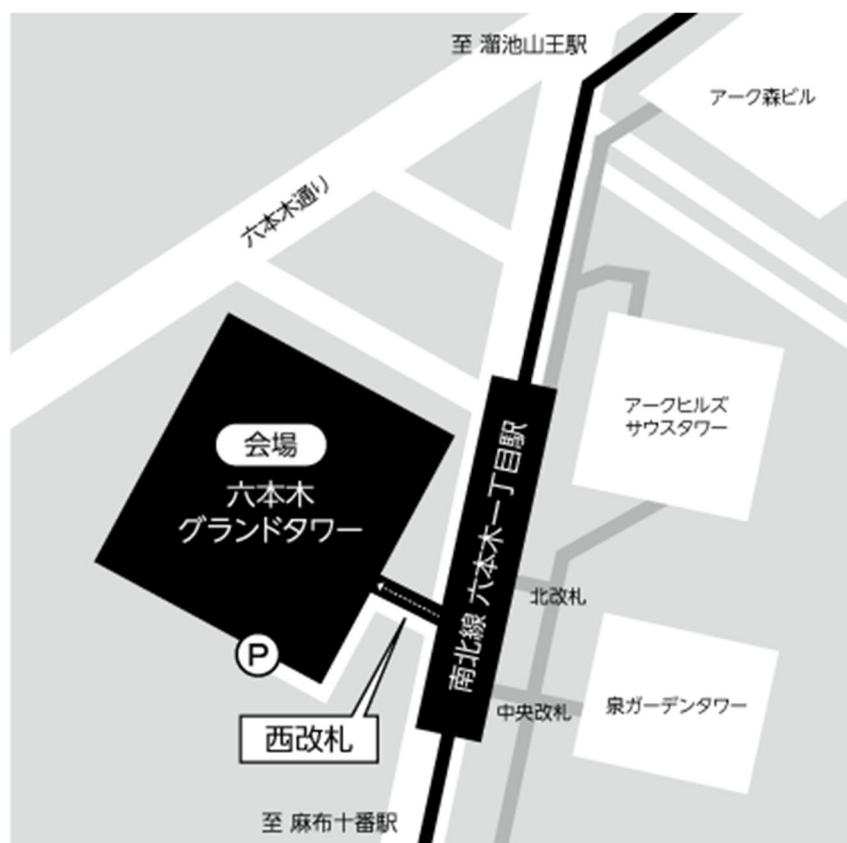 至 溜池山王駅
アーク森ビル
六本木通り
アークヒルズ
サウスタワー
会場
六本木
グランドタワー
南北線 六本木一丁目駅
北改札
P
中央改札
泉ガーデンタワー
西改札
至 麻布十番駅